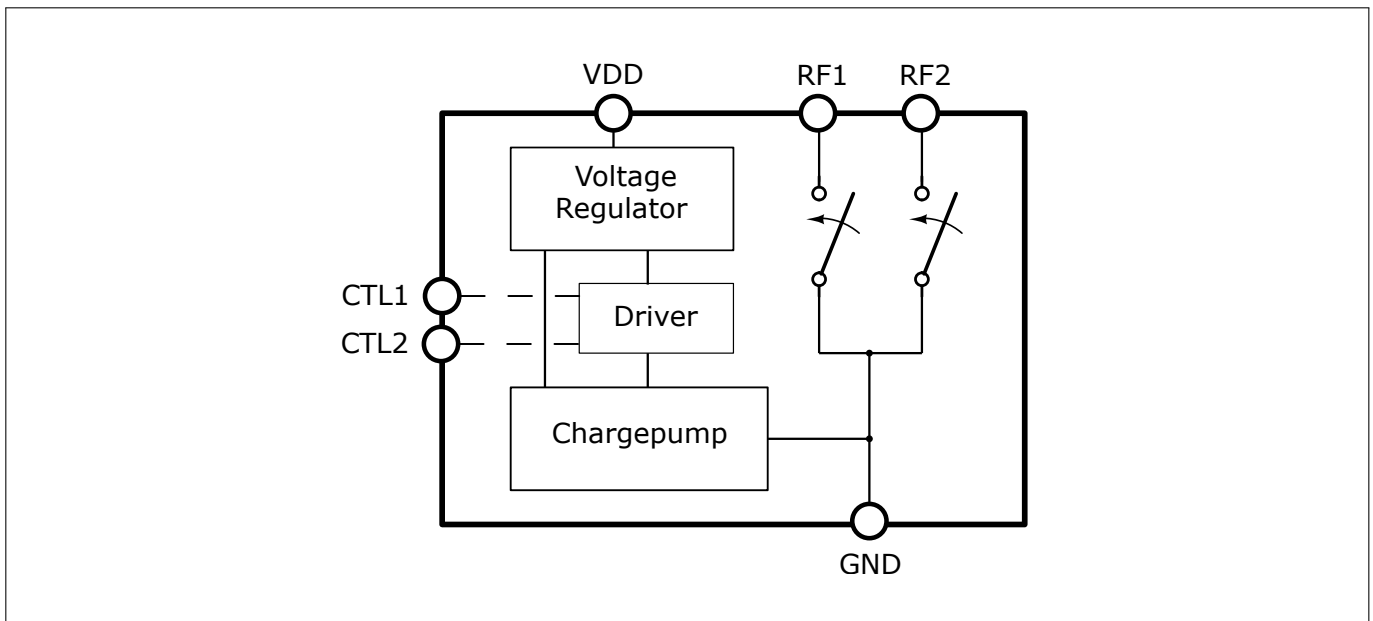 VDD
RF1
RF2
Voltage
Regulator
CTL1
CTL2
Driver
Chargepump
GND